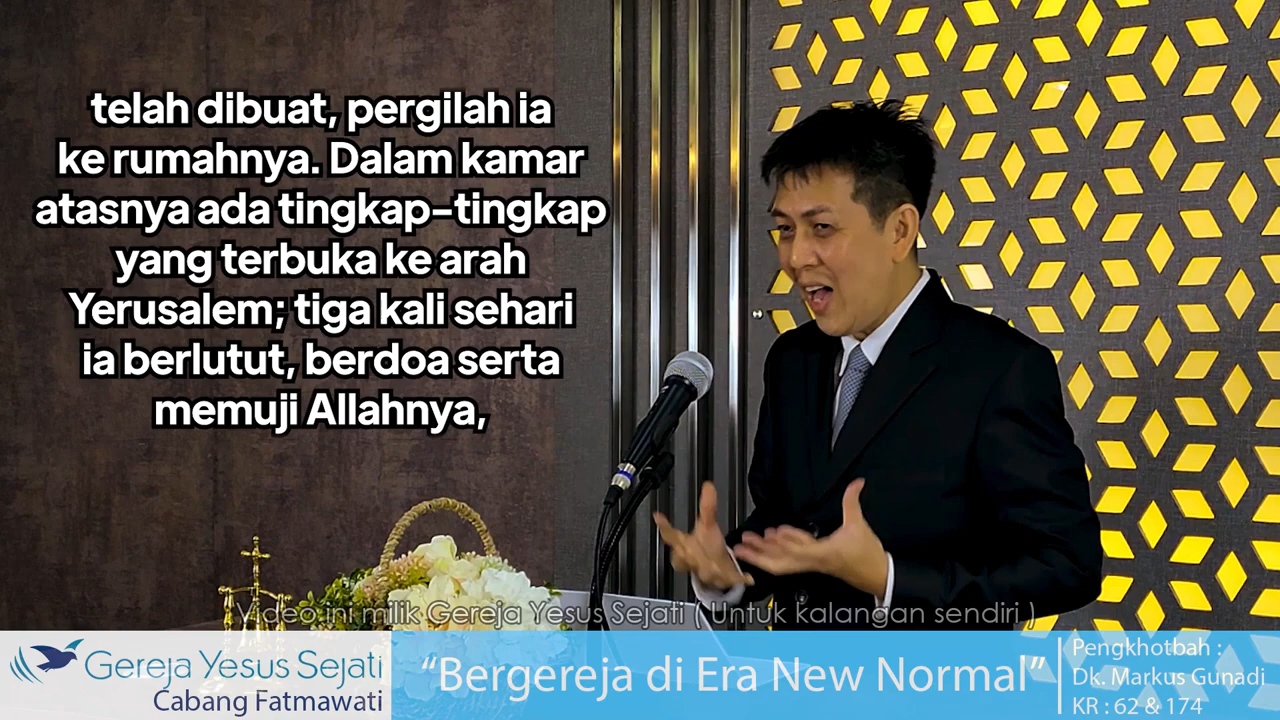 telah dibuat, pergilah ia
ke rumahnya. Dalam kamar
atasnya ada tingkap-tingkap
yang terbuka ke arah
Yerusalem; tiga kali sehari
ia berlutut, berdoa serta
memuji Allahnya,
Video ini milik Gereja Yesus Sejati ( Untuk kalangan sendiri )
Gereja Yesus Sejati
Cabang Fatmawati
“Bergereja di Era New Normal”
Pengkhotbah :
Dk. Markus Gunadi
KR : 62 & 174